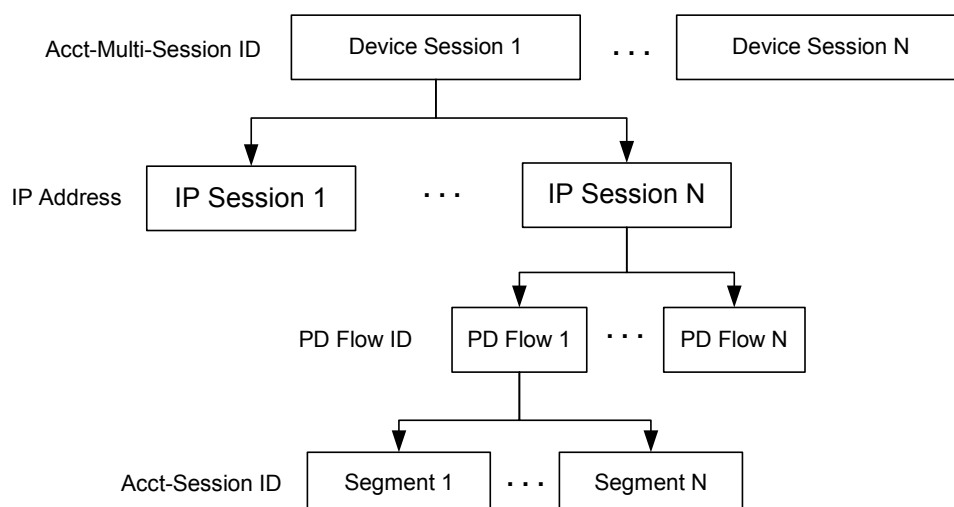 Acct-Multi-Session ID Device Session 1 . . . Device Session N
IP Address IP Session 1 . . . IP Session N
PD Flow ID PD Flow 1 . . . PD Flow N
Acct-Session ID Segment 1 . . . Segment N